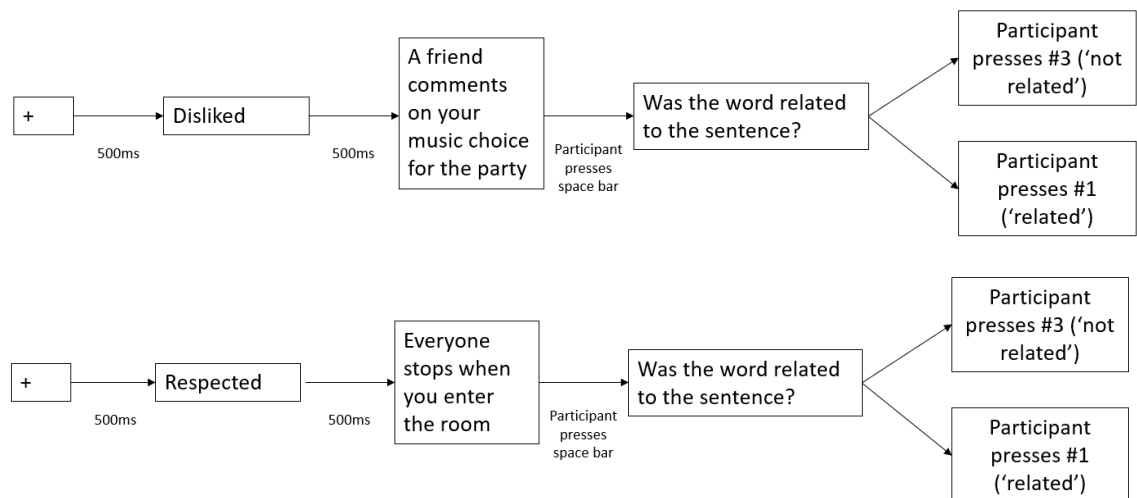 +
500ms
Disliked
500ms
A friend
comments
on your
music choice
for the party
Participant
presses
space bar
Was the word related
to the sentence?
Participant
presses #3 (‘not
related’)
Participant
presses #1
(‘related’)
+
500ms
Respected
500ms
Everyone
stops when
you enter
the room
Participant
presses
space bar
Was the word related
to the sentence?
Participant
presses #3 (‘not
related’)
Participant
presses #1
(‘related’)